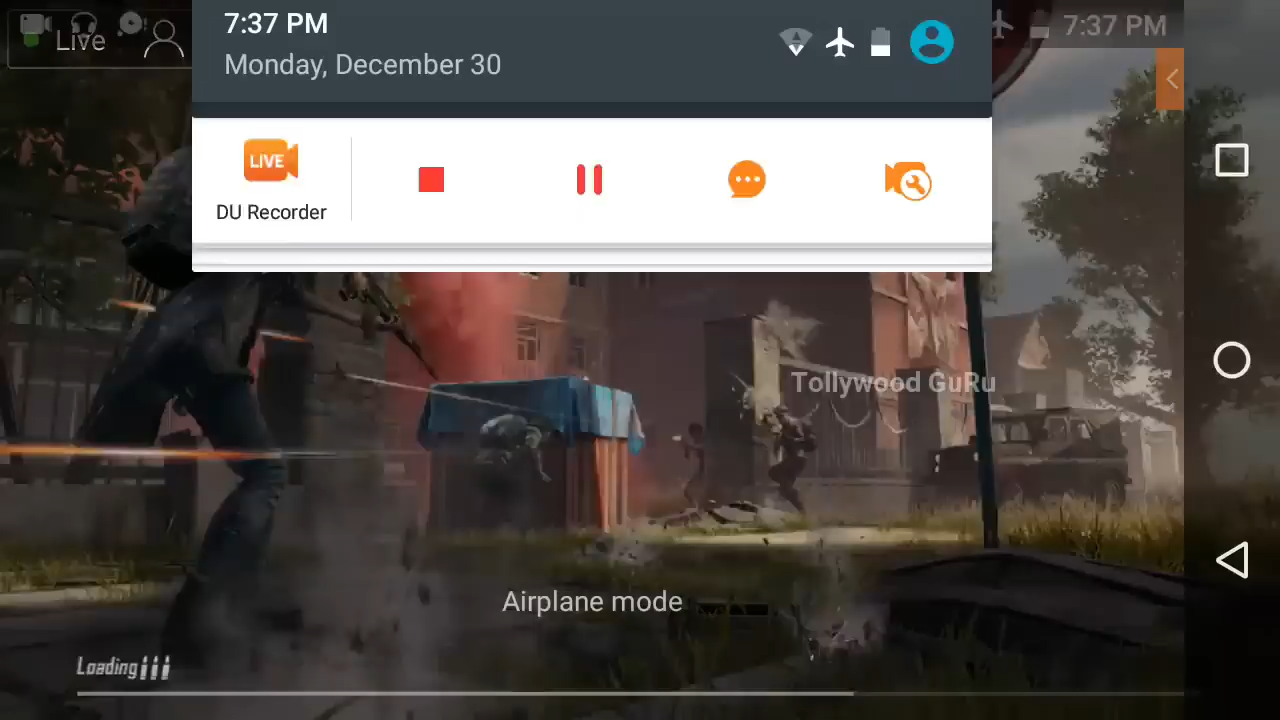 Live
7:37 PM
Monday, December 30
7:37 PM
LIVE
DU Recorder
Tollywood GuRu
Airplane mode
Loading